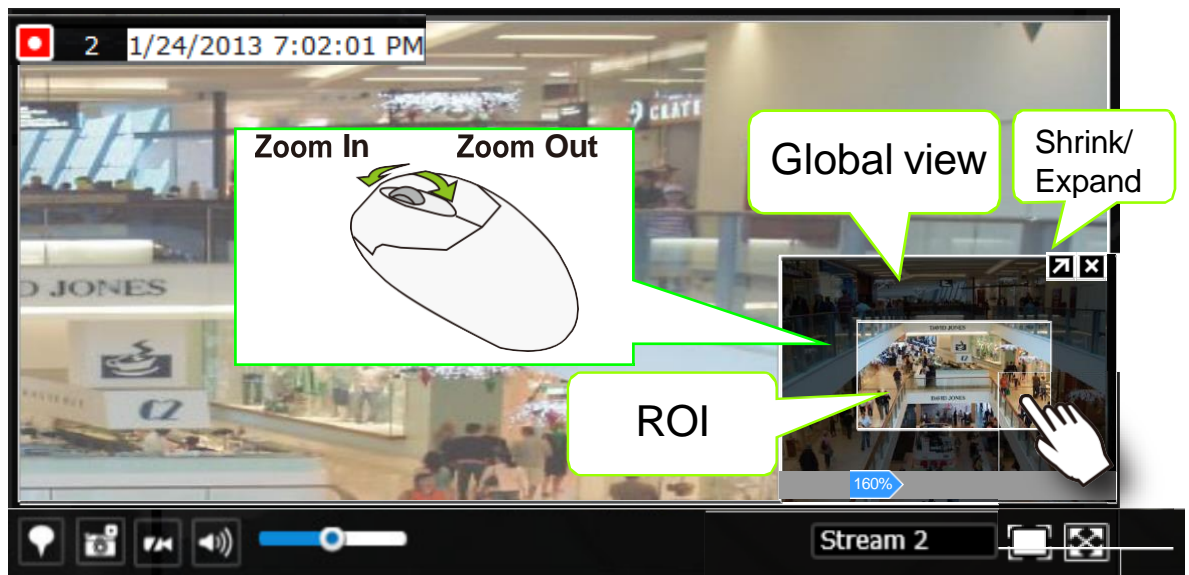 2 1/24/2013 7:02:01 PM
CRATE
Zoom In Zoom Out
Global view
Shrink/
Expand
D JONES
DAVID JONES
DAVID JONES
ROI
160%
Stream 2